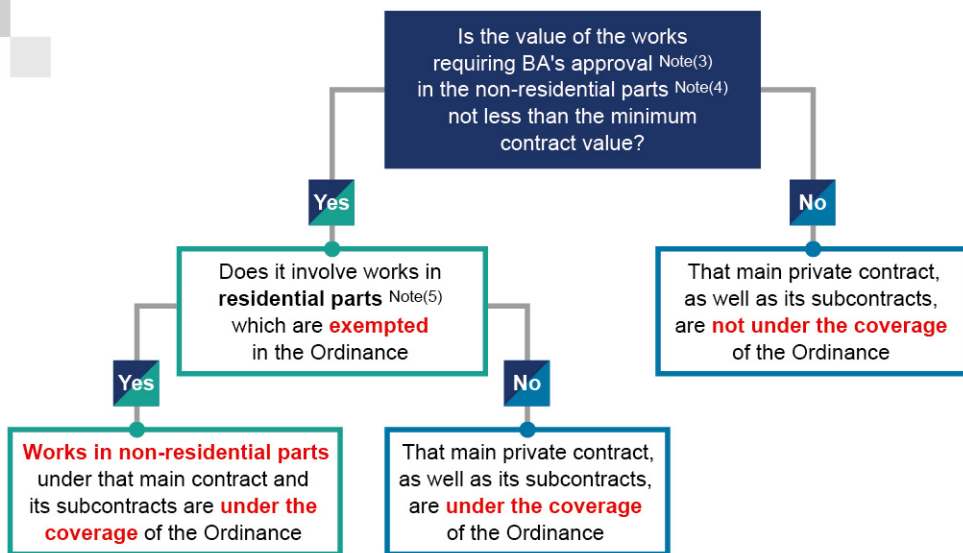 Is the value of the works
requiring BA's approval Note(3)
in the non-residential parts Note(4)
not less than the minimum
contract value?
Yes
No
Does it involve works in
residential parts Note(5)
which are exempted
in the Ordinance
That main private contract,
as well as its subcontracts,
are not under the coverage
of the Ordinance
Yes
No
Works in non-residential parts
under that main contract and
its subcontracts are under the
coverage of the Ordinance
That main private contract,
as well as its subcontracts,
are under the coverage
of the Ordinance